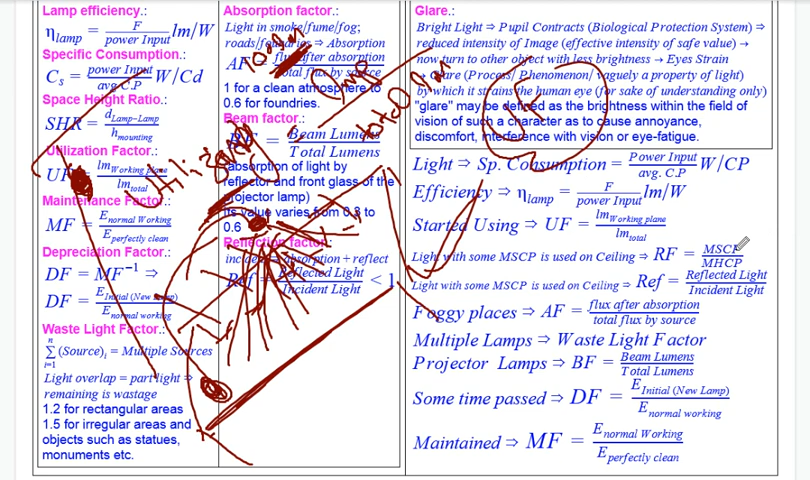 Lamp efficiency.:
η_lamp = F / power Input lm/W
Specific Consumption.:
C_s = power Input / avg C.P W/Cd
Space Height Ratio.:
SHR = d_Lamp−Lamp / h_mounting
Utilization Factor.:
UF = lm_Working plane / lm_total
Maintenance Factor.:
MF = E_normal Working / E_perfectly clean
Depreciation Factor.:
DF = MF⁻¹ ⇒
DF = E_Initial (New Lamp) / E_normal working
Waste Light Factor.:
∑ i=1 n (Source)_i = Multiple Sources
Light overlap = part light ⇒
remaining is wastage
1.2 for rectangular areas
1.5 for irregular areas and
objects such as statues,
monuments etc.
Absorption factor.:
Light in smoke/fume/fog;
roads/ ⇒ Absorption
AF = flux after absorption / total flux by source
1 for a clean atmosphere to
0.6 for foundries.
Beam factor.:
= Beam Lumens / Total Lumens
(absorption of light by
reflector and front glass of the
projector lamp)
Its value varies from 0.3 to
0.6
Reflection factor.:
incident = absorption + reflect
Ref = Reflected Light / Incident Light < 1
Glare.:
Bright Light ⇒ Pupil Contracts (Biological Protection System) ⇒
reduced intensity of Image (effective intensity of safe value) →
now turn to other object with less brightness → Eyes Strain
→ Glare (Process/ Phenomenon/ vaguely a property of light)
by which it strains the human eye (for sake of understanding only)
"glare" may be defined as the brightness within the field of
vision of such a character as to cause annoyance,
discomfort, interference with vision or eye-fatigue.
Light ⇒ Sp. Consumption = Power Input / avg. C.P W/CP
Efficiency ⇒ η_lamp = F / power Input lm/W
Started Using ⇒ UF = lm_Working plane / lm_total
Light with some MSCP is used on Ceiling ⇒ RF = MSCP / MHCP
Light with some MSCP is used on Ceiling ⇒ Ref = Reflected Light / Incident Light
Foggy places ⇒ AF = flux after absorption / total flux by source
Multiple Lamps ⇒ Waste Light Factor
Projector Lamps ⇒ BF = Beam Lumens / Total Lumens
Some time passed ⇒ DF = E_Initial (New Lamp) / E_normal working
Maintained ⇒ MF = E_normal Working / E_perfectly clean